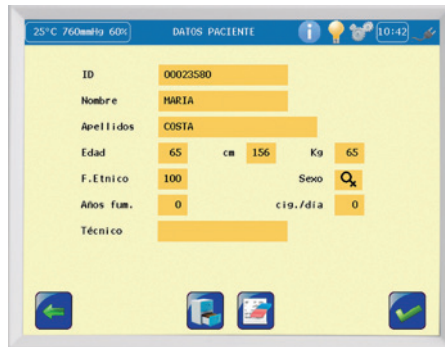 25°C 760mmHg 60% DATOS PACIENTE 10:42
ID 00023580
Nombre MARIA
Apellidos COSTA
Edad 65 cm 156 Kg 65
F.Etnico 100 Sexo
Años fum. 0 cig./día 0
Técnico